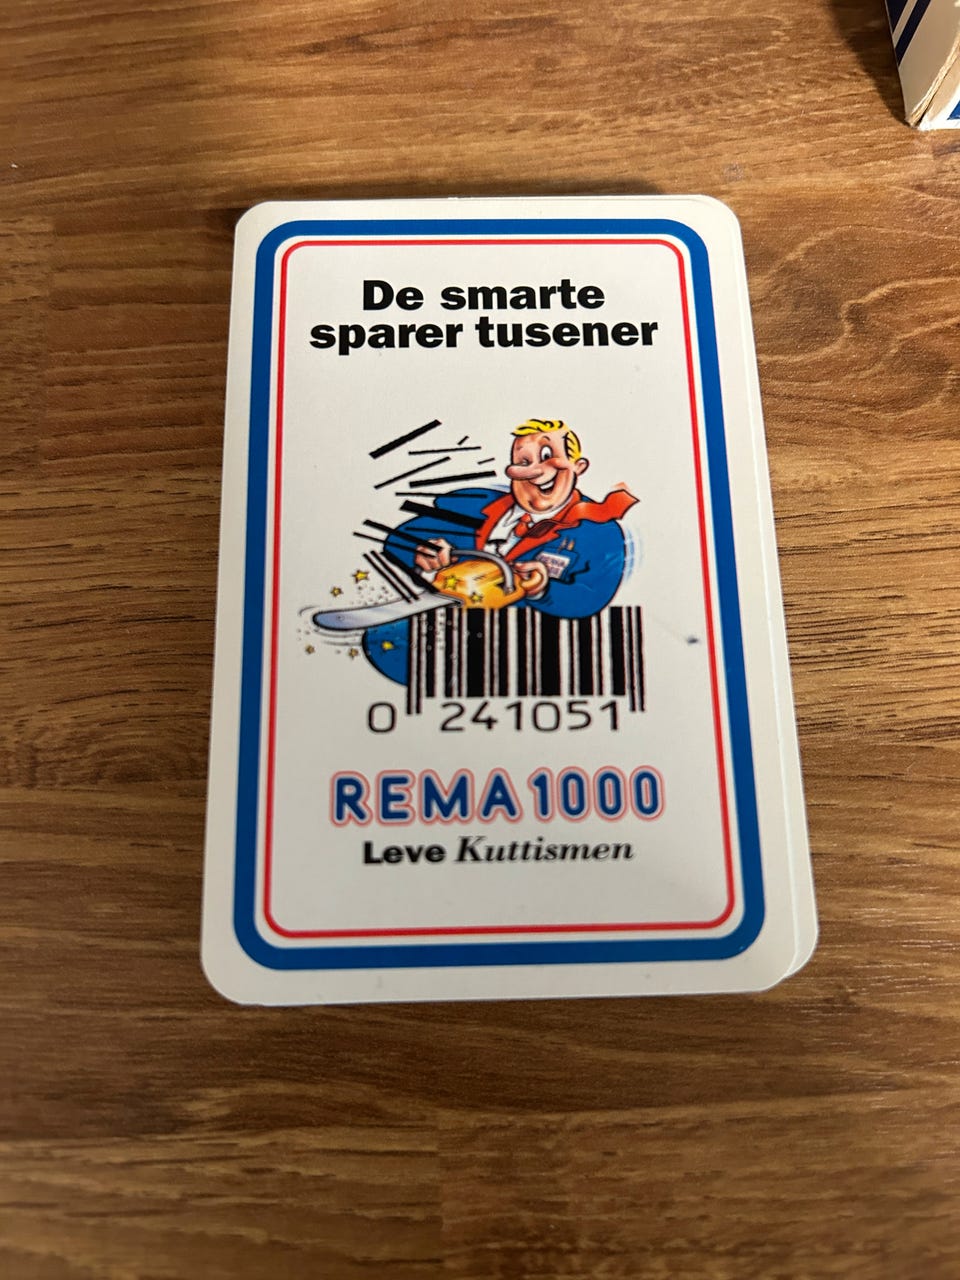 De smarte
sparer tusener
0 241051
REMA 1000
Leve Kuttismen